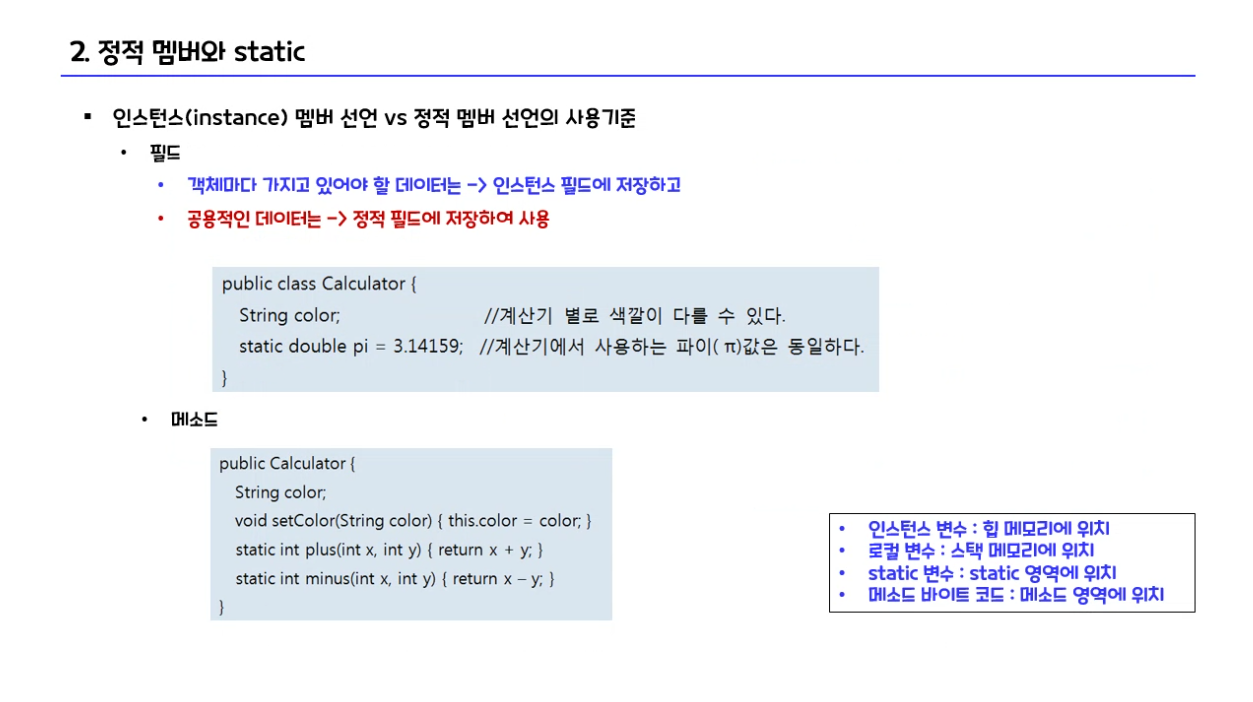 2. 정적 멤버와 static
▪ 인스턴스(instance) 멤버 선언 vs 정적 멤버 선언의 사용기준
• 필드
• 객체마다 가지고 있어야 할 데이터는 -> 인스턴스 필드에 저장하고
• 공용적인 데이터는 -> 정적 필드에 저장하여 사용
public class Calculator {
String color; //계산기 별로 색깔이 다를 수 있다.
static double pi = 3.14159; //계산기에서 사용하는 파이( π)값은 동일하다.
}
• 메소드
public Calculator {
String color;
void setColor(String color) { this.color = color; }
static int plus(int x, int y) { return x + y; }
static int minus(int x, int y) { return x – y; }
}
• 인스턴스 변수 : 힙 메모리에 위치
• 로컬 변수 : 스택 메모리에 위치
• static 변수 : static 영역에 위치
• 메소드 바이트 코드 : 메소드 영역에 위치